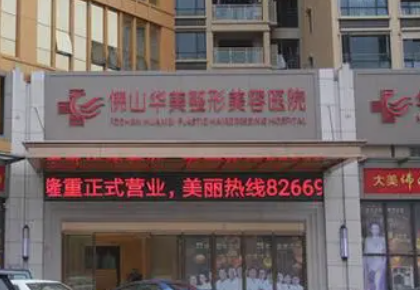 佛山华美整形美容医院
FOSHAN HUAMEI PLASTIC HAIRDRESSING HOSPITAL
隆重正式营业，美丽热线82669
大美佛